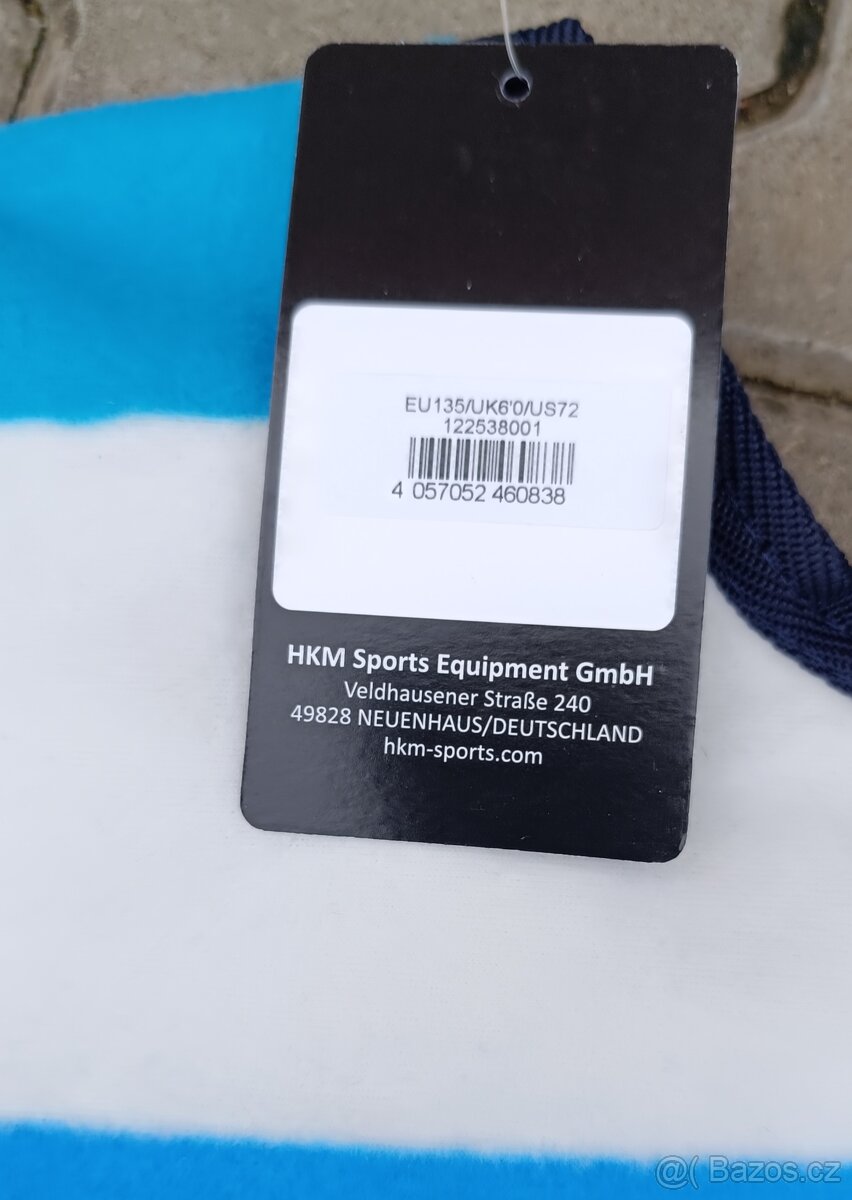 EU135/UK6'0/US72
122538001
4 057052 460838
HKM Sports Equipment GmbH
Veldhausener Straße 240
49828 NEUENHAUS/DEUTSCHLAND
hkm-sports.com
@( Bazos.cz